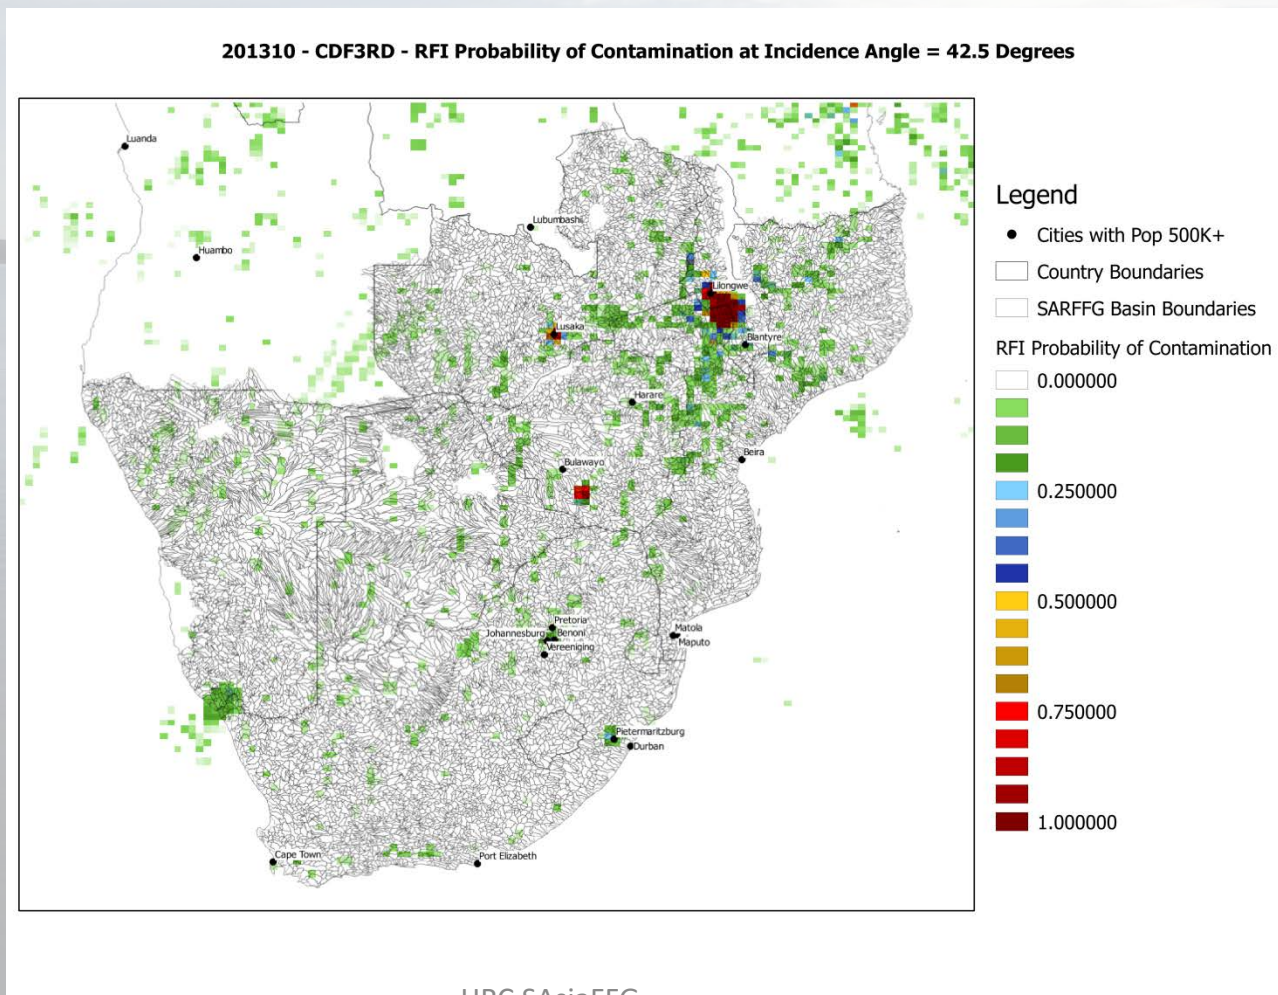 201310 - CDF3RD - RFI Probability of Contamination at Incidence Angle = 42.5 Degrees
Luanda
Lubumbashi
Huambo
Lilongwe
Lusaka
Blantyre
Harare
Beira
Bulawayo
Pretoria
Johannesburg
Benoni
Vereeniging
Matola
Maputo
Pietermaritzburg
Durban
Cape Town
Port Elizabeth
Legend
Cities with Pop 500K+
Country Boundaries
SARFFG Basin Boundaries
RFI Probability of Contamination
0.000000
0.250000
0.500000
0.750000
1.000000